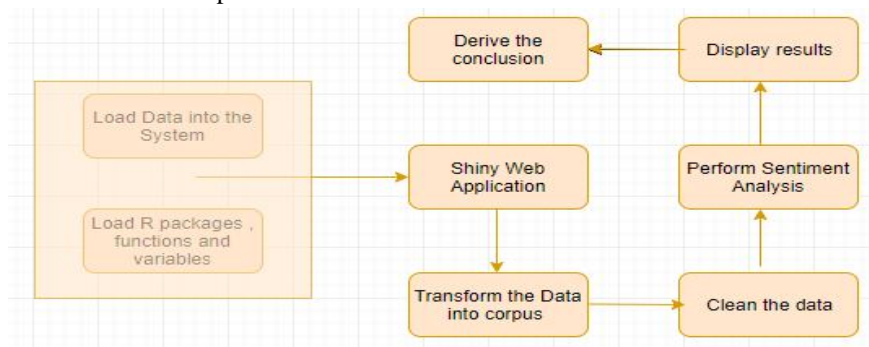 Load Data into the
System
Load R packages ,
functions and
variables
Shiny Web
Application
Transform the Data
into corpus
Clean the data
Perform Sentiment
Analysis
Display results
Derive the
conclusion